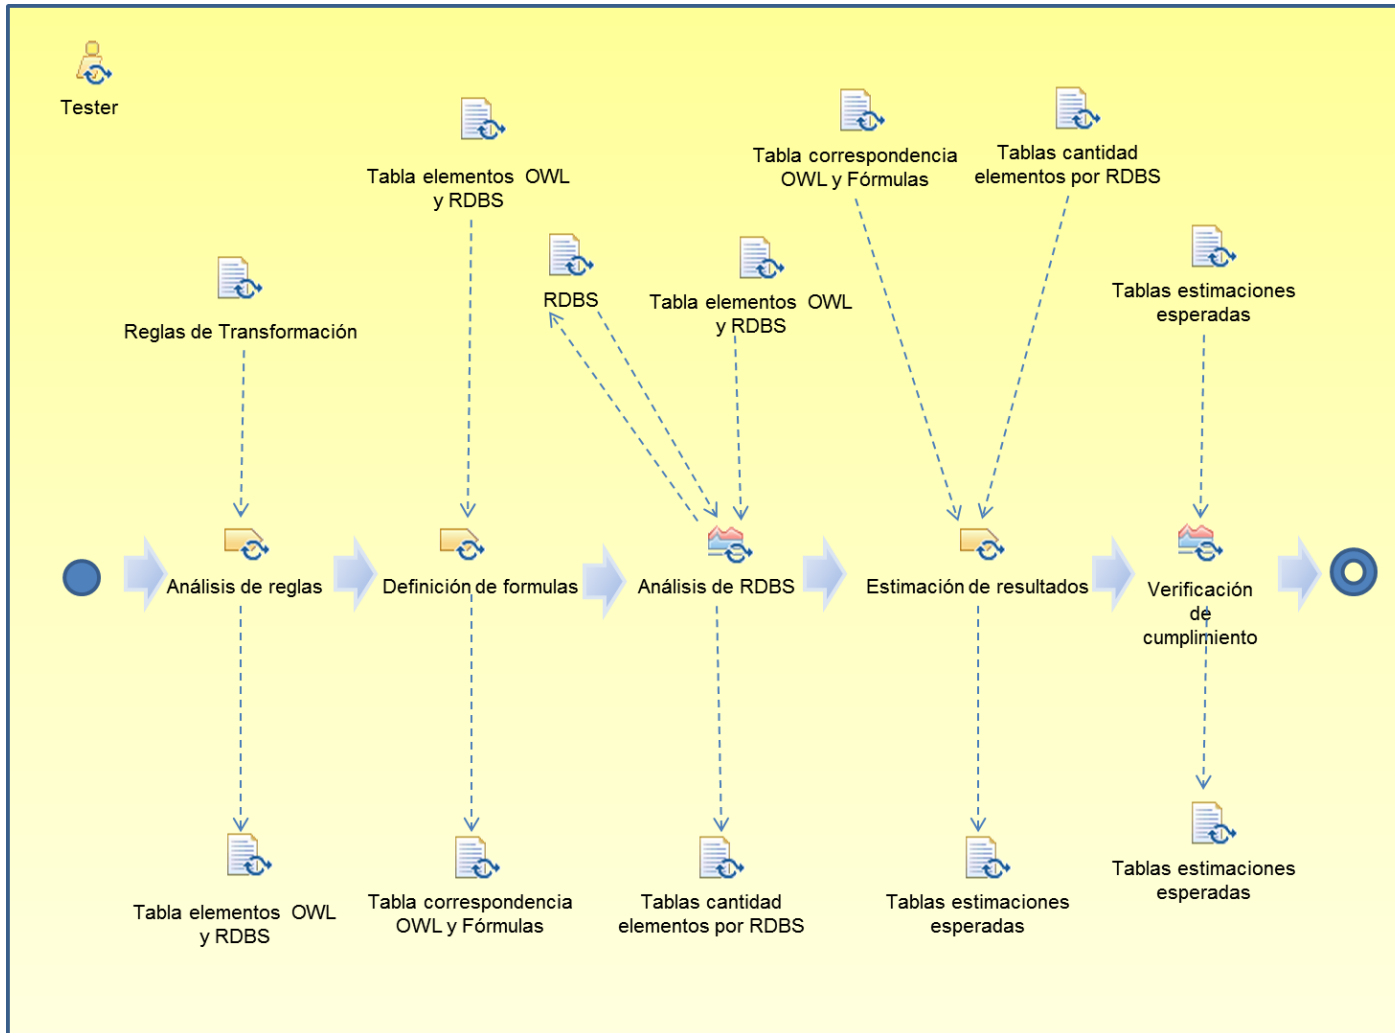 Tester
Tabla elementos OWL
y RDBS
Tabla correspondencia
OWL y Fórmulas
Tablas cantidad
elementos por RDBS
Reglas de Transformación
RDBS
Tabla elementos OWL
y RDBS
Tablas estimaciones
esperadas
Análisis de reglas
Definición de formulas
Análisis de RDBS
Estimación de resultados
Verificación
de
cumplimiento
Tabla elementos OWL
y RDBS
Tabla correspondencia
OWL y Fórmulas
Tablas cantidad
elementos por RDBS
Tablas estimaciones
esperadas
Tablas estimaciones
esperadas